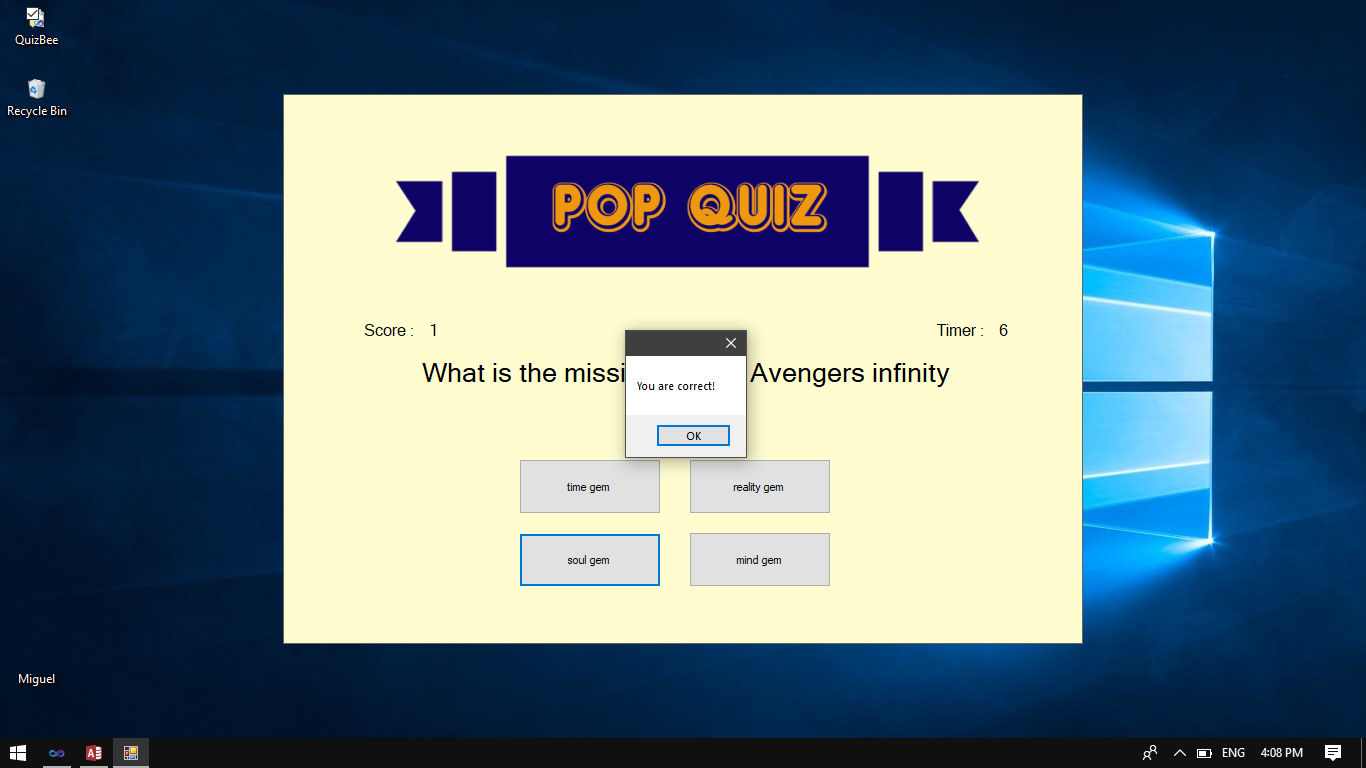 QuizBee
Recycle Bin
POP QUIZ
Score : 1
Timer : 6
What is the
Avengers infinity
You are correct!
OK
time gem
reality gem
soul gem
mind gem
Miguel
ENG
4:08 PM